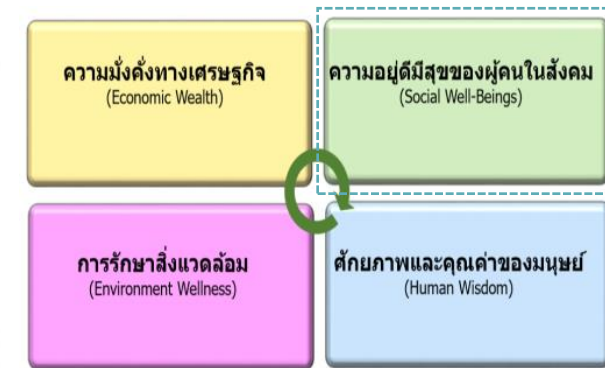 ความมั่งคั่งทางเศรษฐกิจ
(Economic Wealth)
ความอยู่ดีมีสุขของผู้คนในสังคม
(Social Well-Beings)
การรักษาสิ่งแวดล้อม
(Environment Wellness)
ศักยภาพและคุณค่าของมนุษย์
(Human Wisdom)